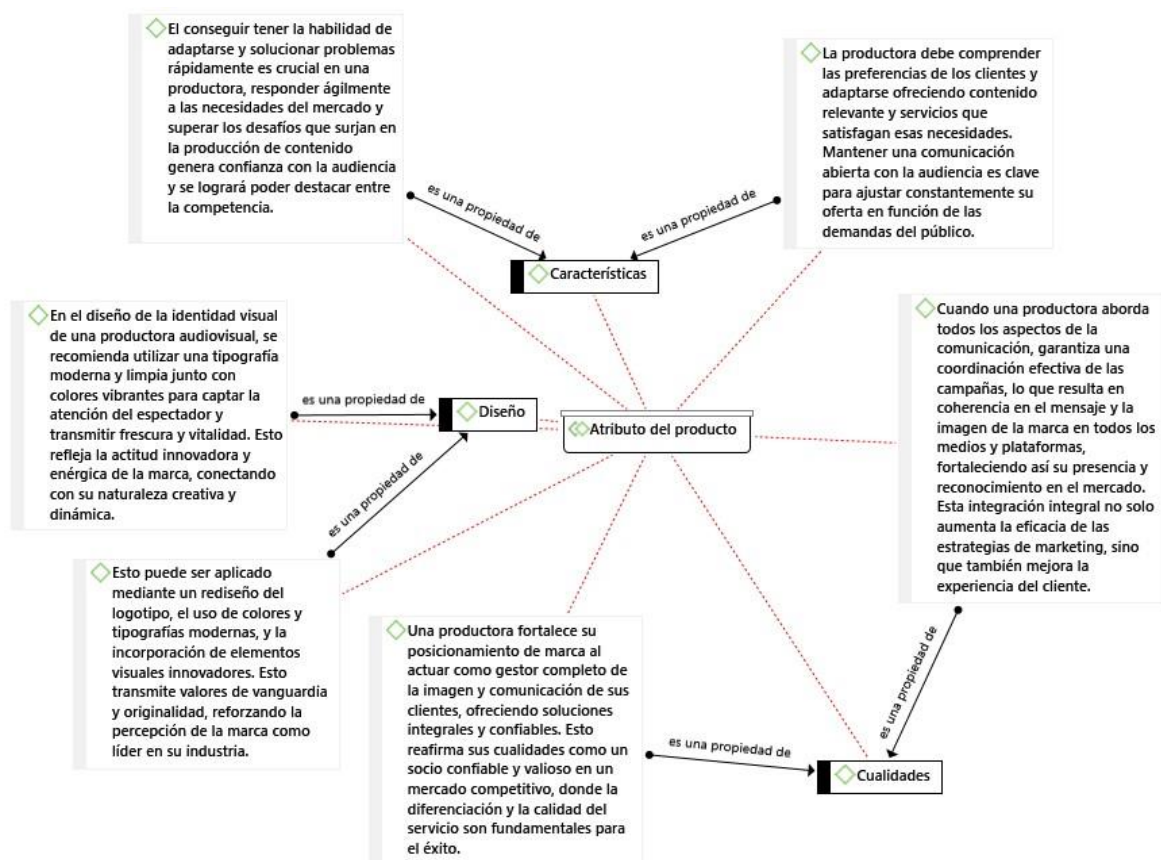 El conseguir tener la habilidad de
adaptarse y solucionar problemas
rápidamente es crucial en una
productora, responder ágilmente
a las necesidades del mercado y
superar los desafíos que surjan en
la producción de contenido
genera confianza con la audiencia
y se logrará poder destacar entre
la competencia.
La productora debe comprender
las preferencias de los clientes y
adaptarse ofreciendo contenido
relevante y servicios que
satisfagan esas necesidades.
Mantener una comunicación
abierta con la audiencia es clave
para ajustar constantemente su
oferta en función de las
demandas del público.
es una propiedad de
es una propiedad de
Características
En el diseño de la identidad visual
de una productora audiovisual, se
recomienda utilizar una tipografía
moderna y limpia junto con
colores vibrantes para captar la
atención del espectador y
transmitir frescura y vitalidad. Esto
refleja la actitud innovadora y
enérgica de la marca, conectando
con su naturaleza creativa y
dinámica.
es una propiedad de
Diseño
Atributo del producto
Cuando una productora aborda
todos los aspectos de la
comunicación, garantiza una
coordinación efectiva de las
campañas, lo que resulta en
coherencia en el mensaje y la
imagen de la marca en todos los
medios y plataformas,
fortaleciendo así su presencia y
reconocimiento en el mercado.
Esta integración integral no solo
aumenta la eficacia de las
estrategias de marketing, sino
que también mejora la
experiencia del cliente.
es una propiedad de
Esto puede ser aplicado
mediante un rediseño del
logotipo, el uso de colores y
tipografías modernas, y la
incorporación de elementos
visuales innovadores. Esto
transmite valores de vanguardia
y originalidad, reforzando la
percepción de la marca como
líder en su industria.
Una productora fortalece su
posicionamiento de marca al
actuar como gestor completo de
la imagen y comunicación de sus
clientes, ofreciendo soluciones
integrales y confiables. Esto
reafirma sus cualidades como un
socio confiable y valioso en un
mercado competitivo, donde la
diferenciación y la calidad del
servicio son fundamentales para
el éxito.
es una propiedad de
es una propiedad de
Cualidades